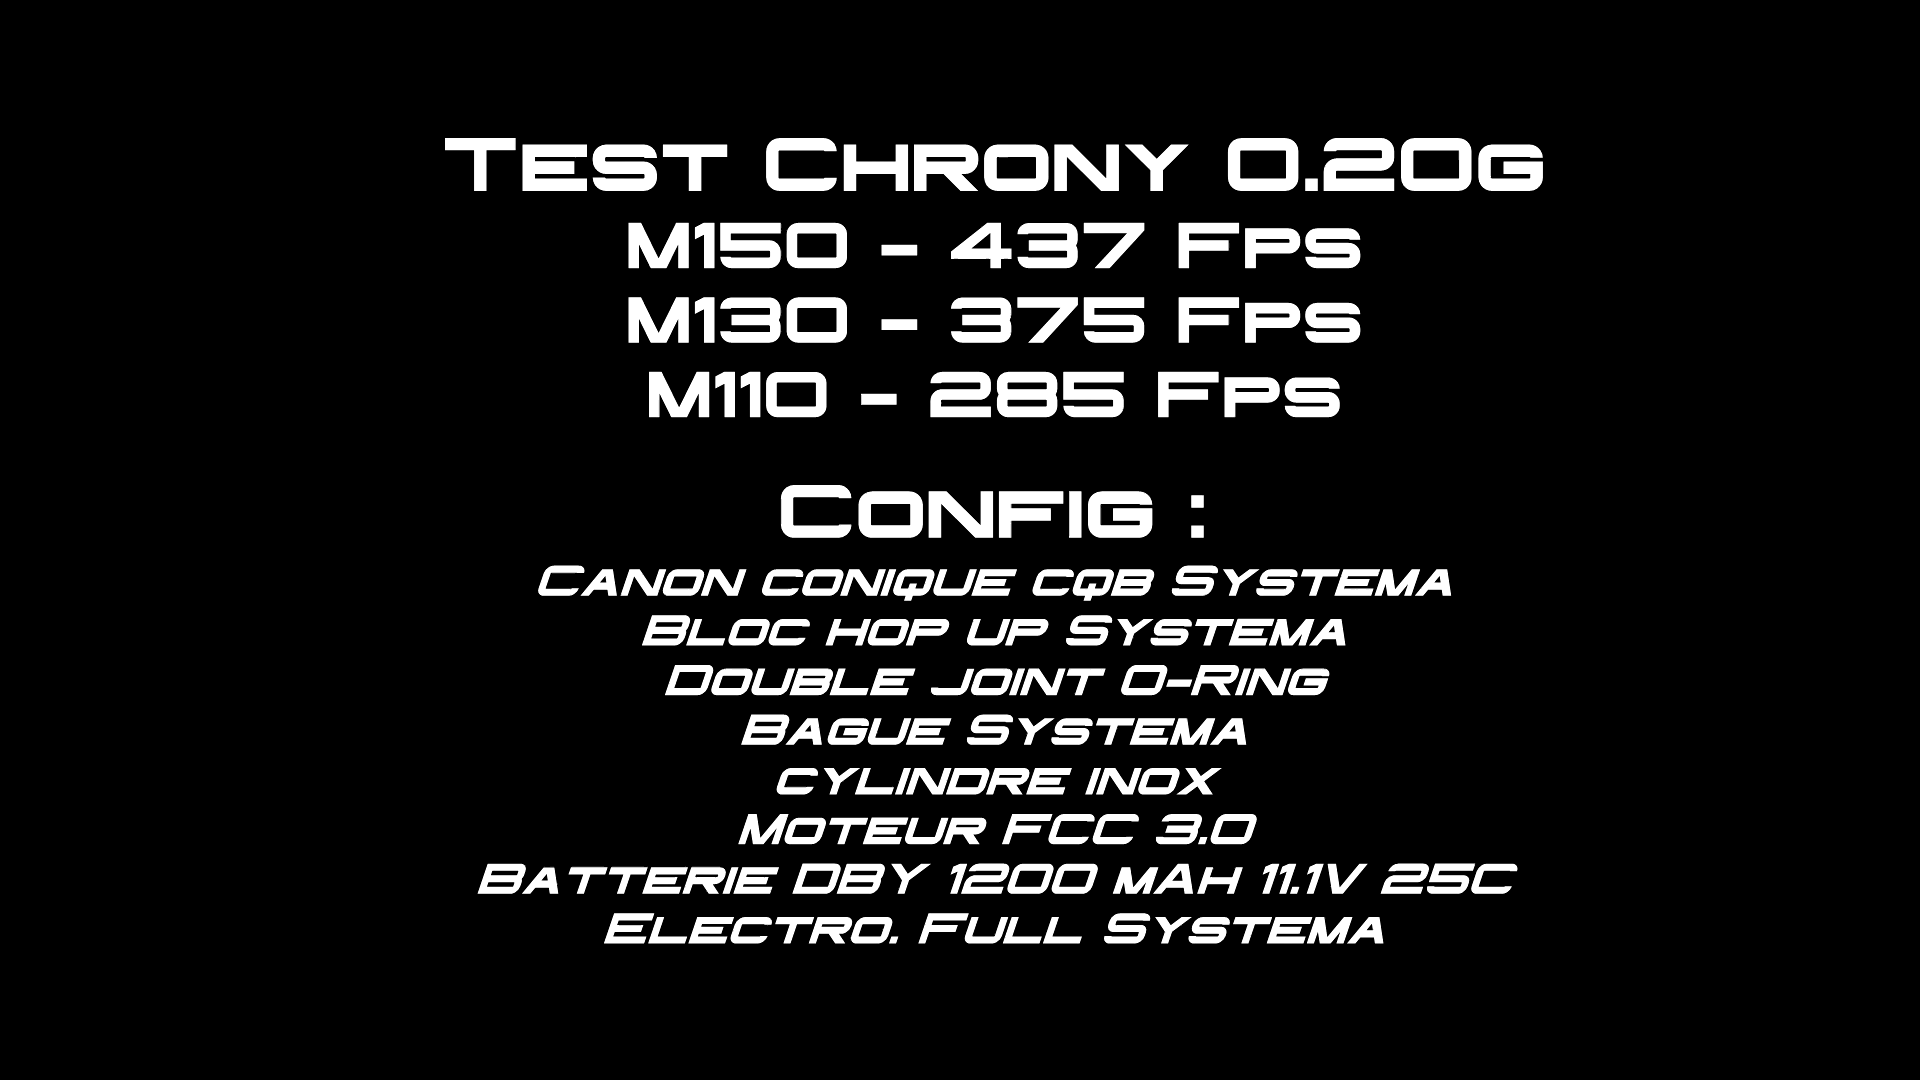 Test Chrony 0.20g
M150 - 437 Fps
M130 - 375 Fps
M110 - 285 Fps
Config :
Canon conique cqb Systema
Bloc hop up Systema
Double joint O-Ring
Bague Systema
cylindre inox
Moteur FCC 3.0
Batterie DBY 1200 mAh 11.1V 25C
Electro. Full Systema